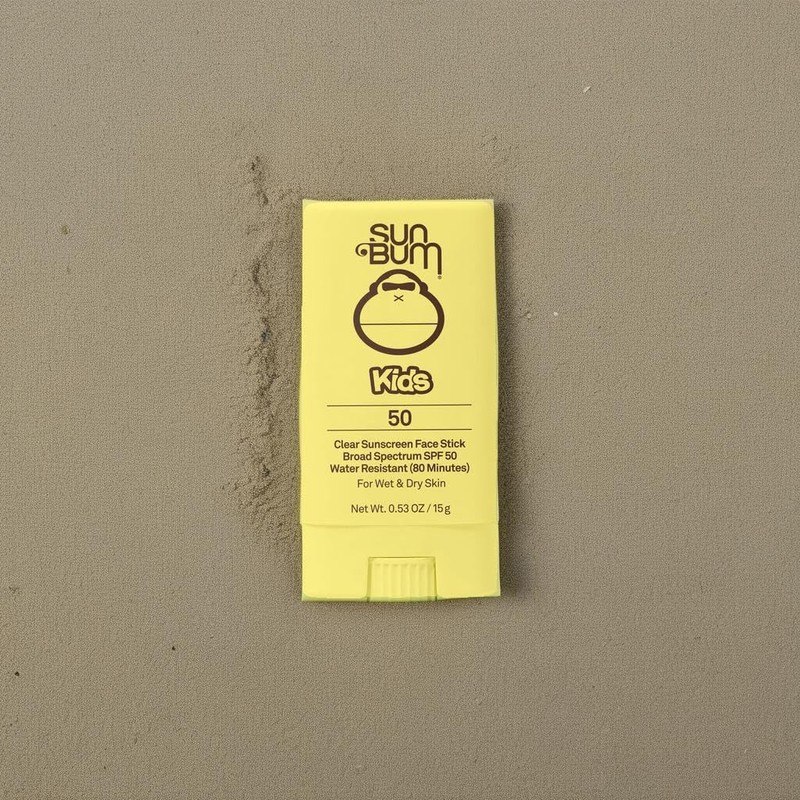 Sun
Bum
Kids
50
Clear Sunscreen Face Stick
Broad Spectrum SPF 50
Water Resistant (80 Minutes)
For Wet & Dry Skin
Net Wt. 0.53 OZ / 15 g